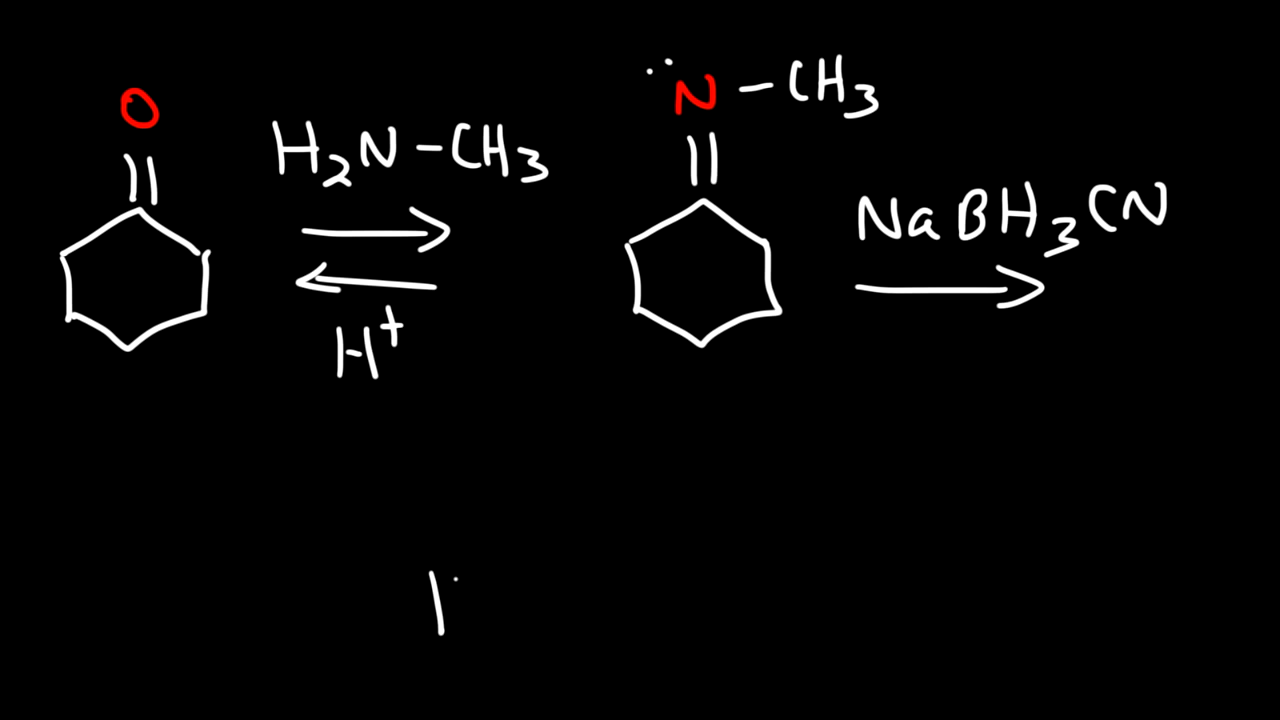 O
H₂N-CH₃
H⁺
··N-CH₃
NaBH₃CN